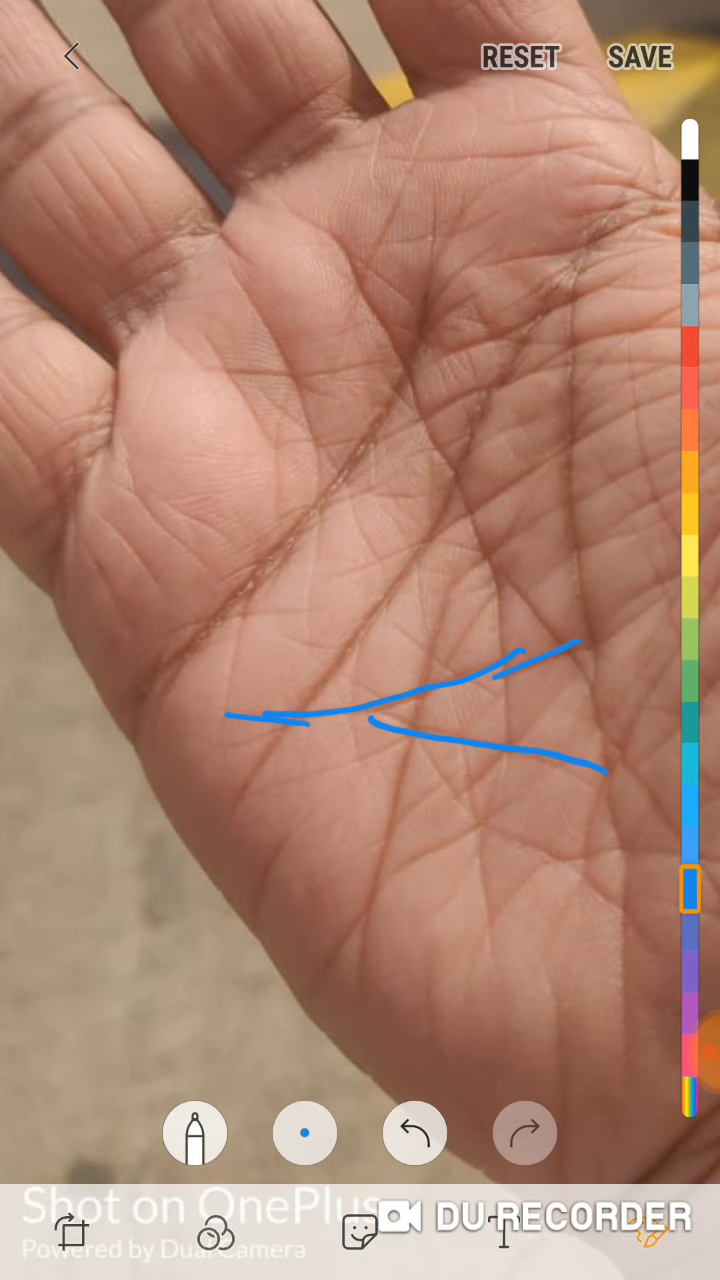 RESET SAVE
Shot on OnePlus
DU RECORDER
T
Powered by Dual Camera